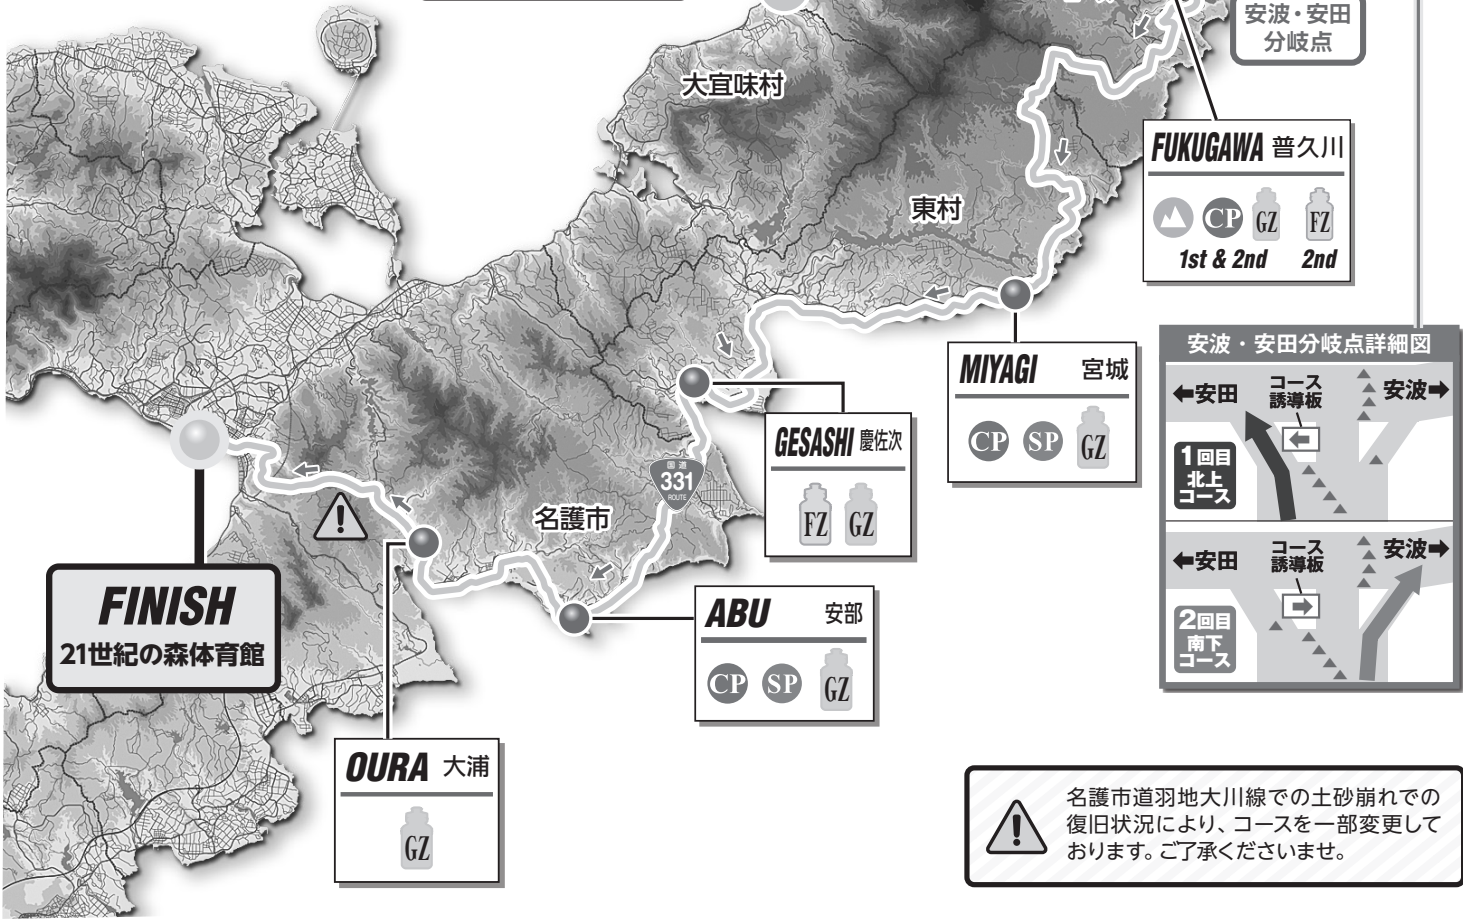 安波・安田
分岐点
大宜味村
FUKUGAWA 普久川
CP GZ FZ
1st & 2nd 2nd
東村
MIYAGI 宮城
CP SP GZ
安波・安田分岐点詳細図
←安田
コース
誘導板
安波→
1回目
北上
コース
←安田
コース
誘導板
安波→
2回目
南下
コース
GESASHI 慶佐次
FZ GZ
国道
331
ROUTE
名護市
FINISH
21世紀の森体育館
ABU 安部
CP SP GZ
OURA 大浦
GZ
名護市道羽地大川線での土砂崩れでの
復旧状況により、コースを一部変更して
おります。ご了承くださいませ。